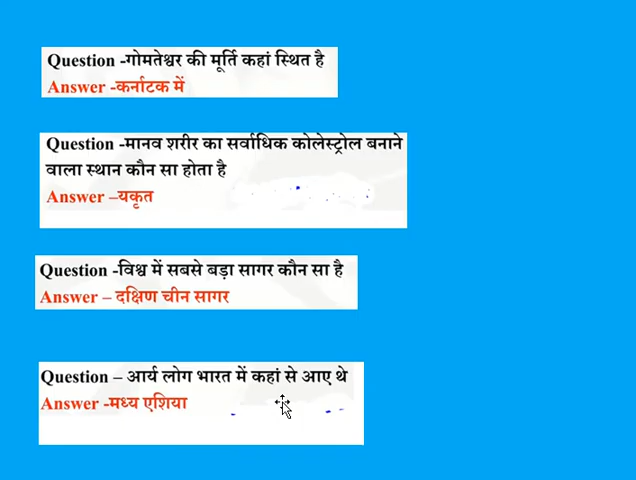 Question -गोमतेश्वर की मूर्ति कहां स्थित है
Answer -कर्नाटक में
Question -मानव शरीर का सर्वाधिक कोलेस्ट्रोल बनाने
वाला स्थान कौन सा होता है
Answer –यकृत
Question -विश्व में सबसे बड़ा सागर कौन सा है
Answer – दक्षिण चीन सागर
Question – आर्य लोग भारत में कहां से आए थे
Answer -मध्य एशिया